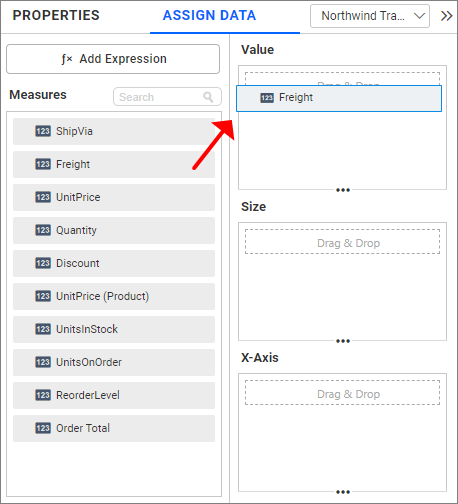 PROPERTIES
ASSIGN DATA
Northwind Tra...
ƒx Add Expression
Measures
Search
123 ShipVia
123 Freight
123 UnitPrice
123 Quantity
123 Discount
123 UnitPrice (Product)
123 UnitsInStock
123 UnitsOnOrder
123 ReorderLevel
123 Order Total
Value
Drag & Drop
123 Freight
Size
Drag & Drop
X-Axis
Drag & Drop